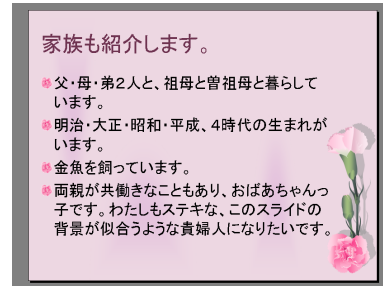 家族も紹介します。
父・母・弟2人と、祖母と曽祖母と暮らして
います。
明治・大正・昭和・平成、4時代の生まれが
います。
金魚を飼っています。
両親が共働きなこともあり、おばあちゃんっ
子です。わたしもステキな、このスライドの
背景が似合うような貴婦人になりたいです。